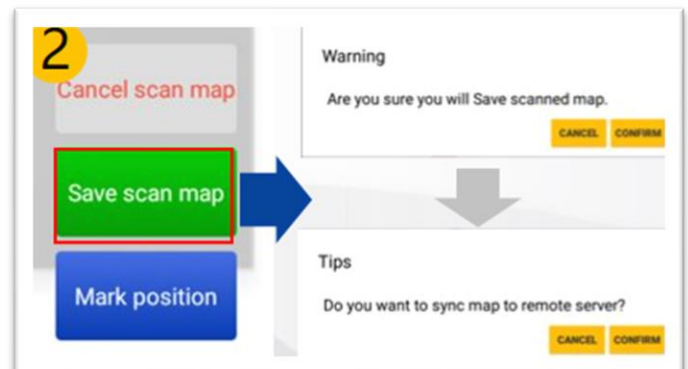 2
Cancel scan map
Save scan map
Mark position
Warning
Are you sure you will Save scanned map.
CANCEL CONFIRM
Tips
Do you want to sync map to remote server?
CANCEL CONFIRM